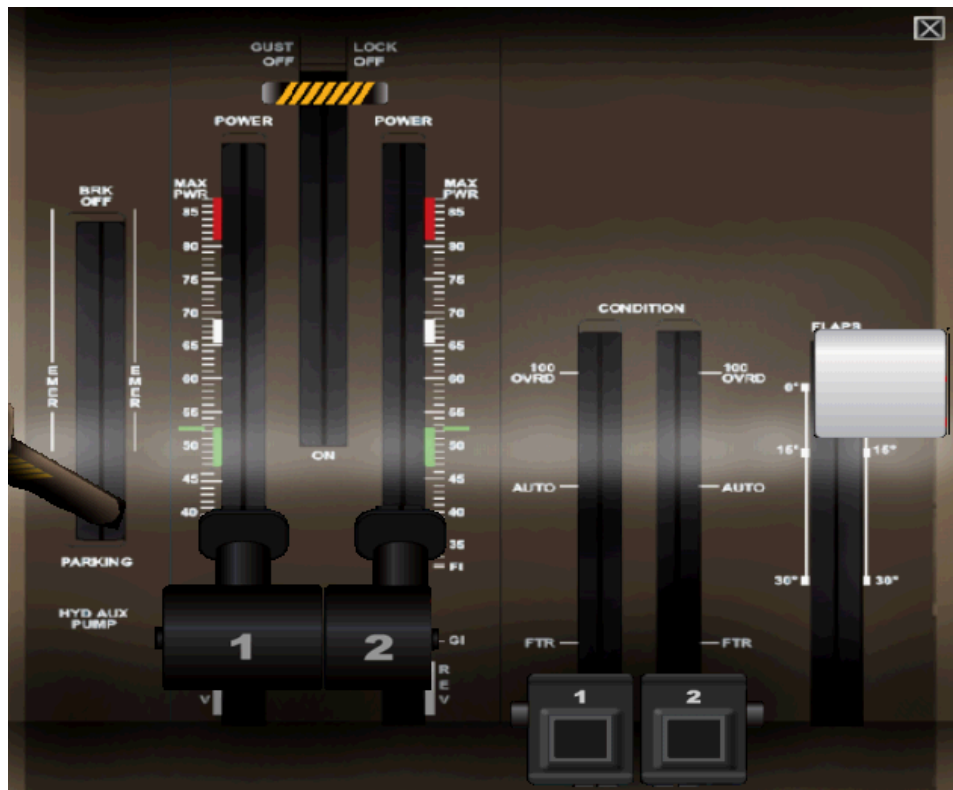 GUST LOCK
OFF OFF
POWER POWER
BRK
OFF
MAX
PWR
MAX
PWR
85 85
80 80
75 75
70 70
65 65
60 60
55 55
50 50
45 45
40 40
35
FI
GI
R
E
V
V
E
M
E
R
E
M
E
R
ON
PARKING
HYD AUX
PUMP
1 2
CONDITION
100
OVRD
100
OVRD
AUTO AUTO
FTR FTR
1 2
FLAPS
0°
15° 15°
30° 30°